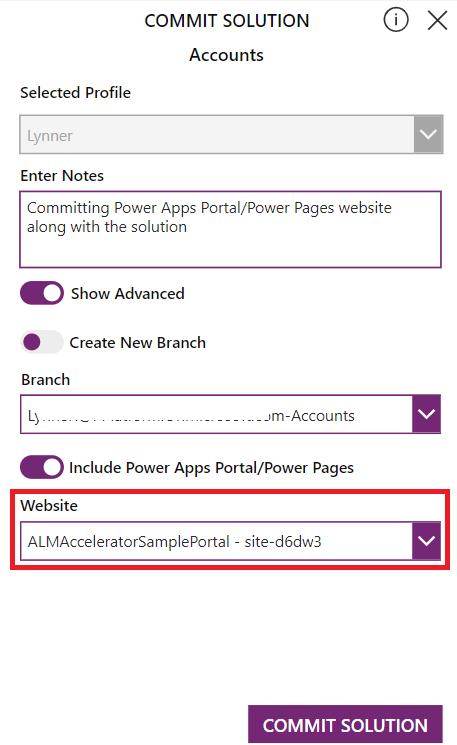 COMMIT SOLUTION
Accounts
Selected Profile
Lynner
Enter Notes
Committing Power Apps Portal/Power Pages website
along with the solution
Show Advanced
Create New Branch
Branch
-Accounts
Include Power Apps Portal/Power Pages
Website
ALMAcceleratorSamplePortal - site-d6dw3
COMMIT SOLUTION